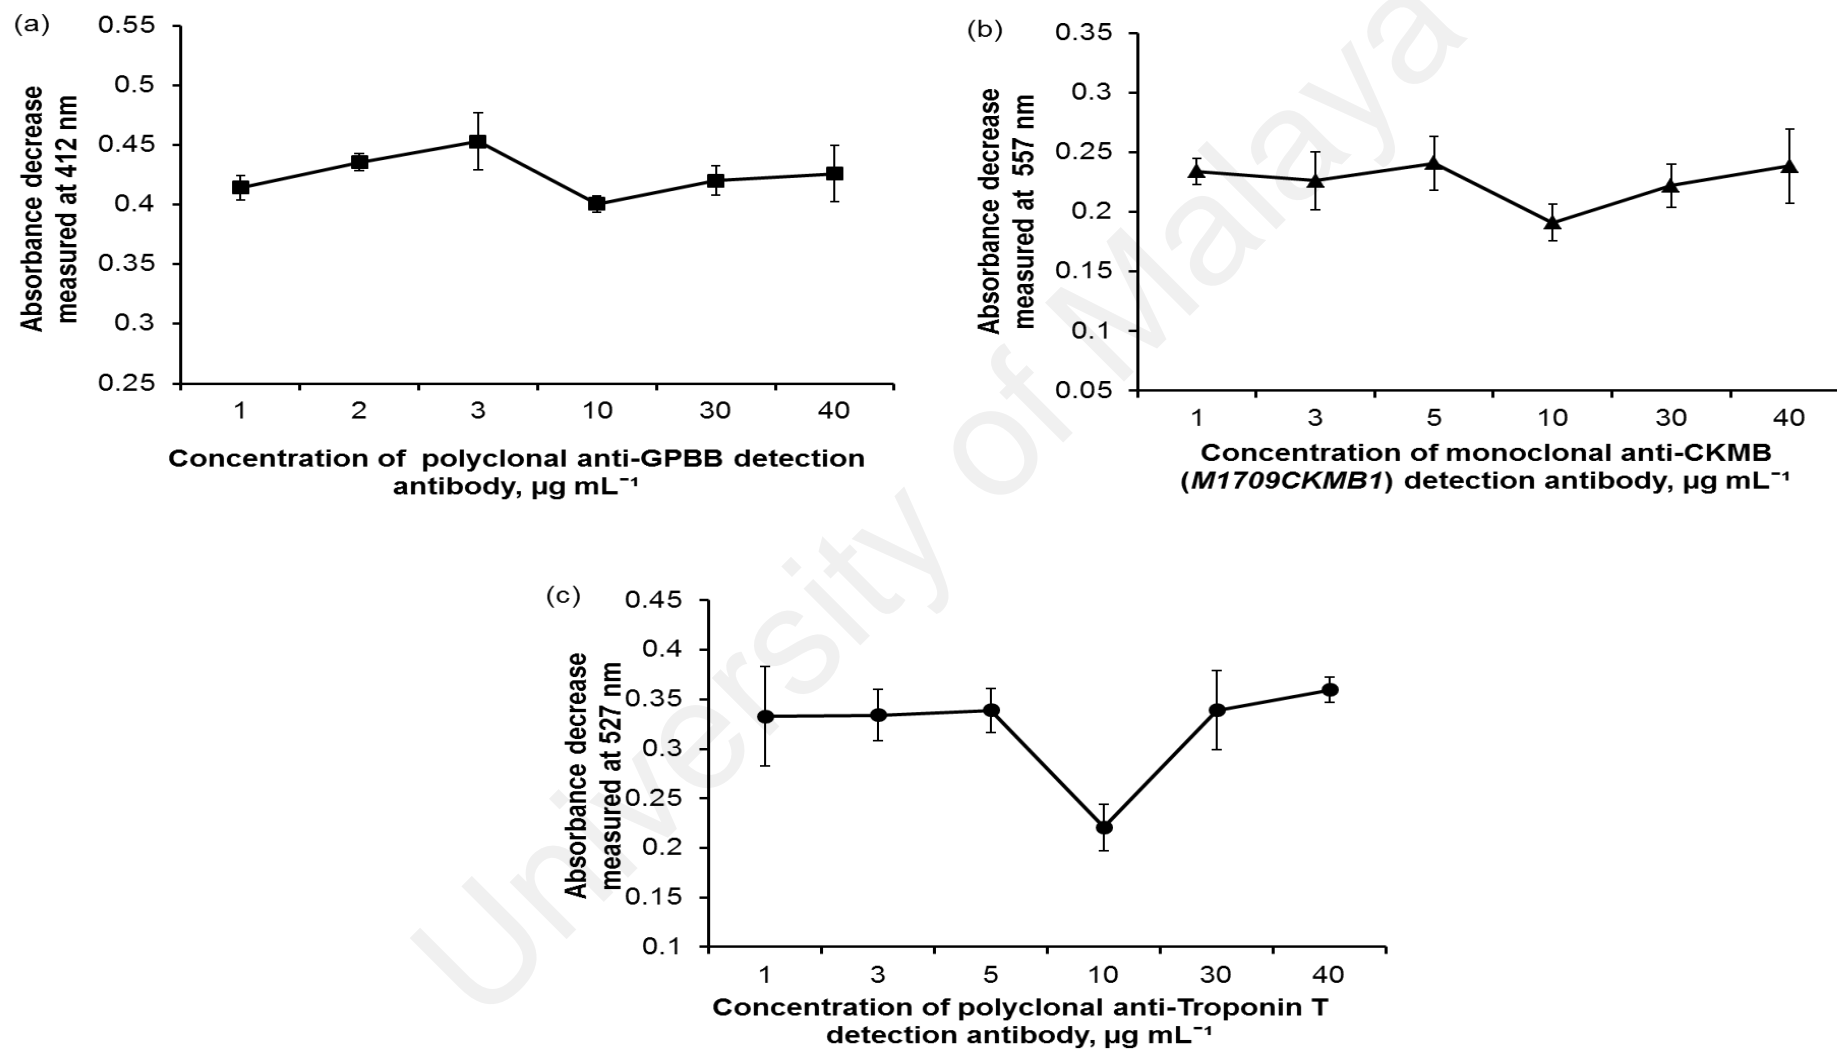 (a)
0.55
0.5
0.45
0.4
0.35
0.3
0.25
Absorbance decrease
measured at 412 nm
1 2 3 10 30 40
Concentration of polyclonal anti-GPBB detection
antibody, µg mL⁻¹
(b)
0.35
0.3
0.25
0.2
0.15
0.1
0.05
Absorbance decrease
measured at 557 nm
1 3 5 10 30 40
Concentration of monoclonal anti-CKMB
(M1709CKMB1) detection antibody, µg mL⁻¹
(c)
0.45
0.4
0.35
0.3
0.25
0.2
0.15
0.1
Absorbance decrease
measured at 527 nm
1 3 5 10 30 40
Concentration of polyclonal anti-Troponin T
detection antibody, µg mL⁻¹
University of Malaya